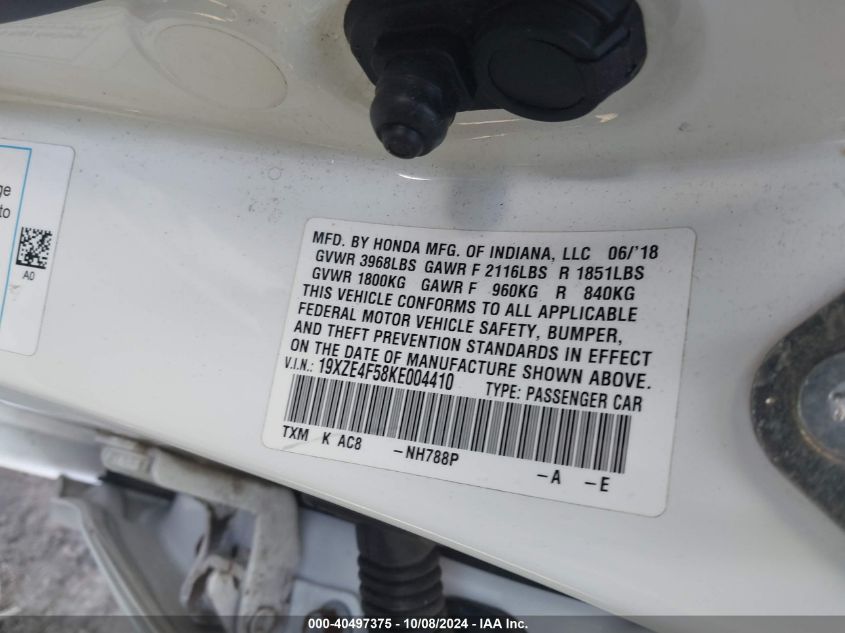 ge
to
A0
MFD. BY HONDA MFG. OF INDIANA, LLC 06/'18
GVWR 3968LBS GAWR F 2116LBS R 1851LBS
GVWR 1800KG GAWR F 960KG R 840KG
THIS VEHICLE CONFORMS TO ALL APPLICABLE
FEDERAL MOTOR VEHICLE SAFETY, BUMPER,
AND THEFT PREVENTION STANDARDS IN EFFECT
ON THE DATE OF MANUFACTURE SHOWN ABOVE.
V.I.N.: 19XZE4F58KE004410 TYPE: PASSENGER CAR
TXM K AC8 -NH788P -A -E
000-40497375 - 10/08/2024 - IAA Inc.